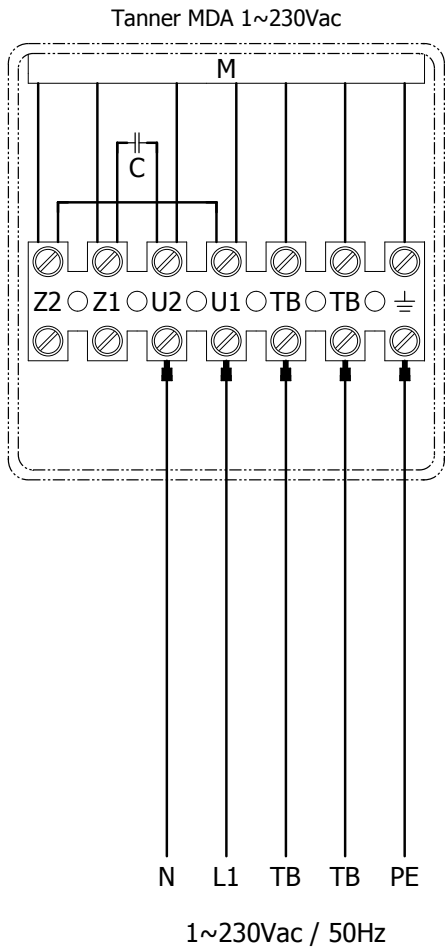 Tanner MDA 1~230Vac
M
C
Z2 Z1 U2 U1 TB TB
N L1 TB TB PE
1~230Vac / 50Hz